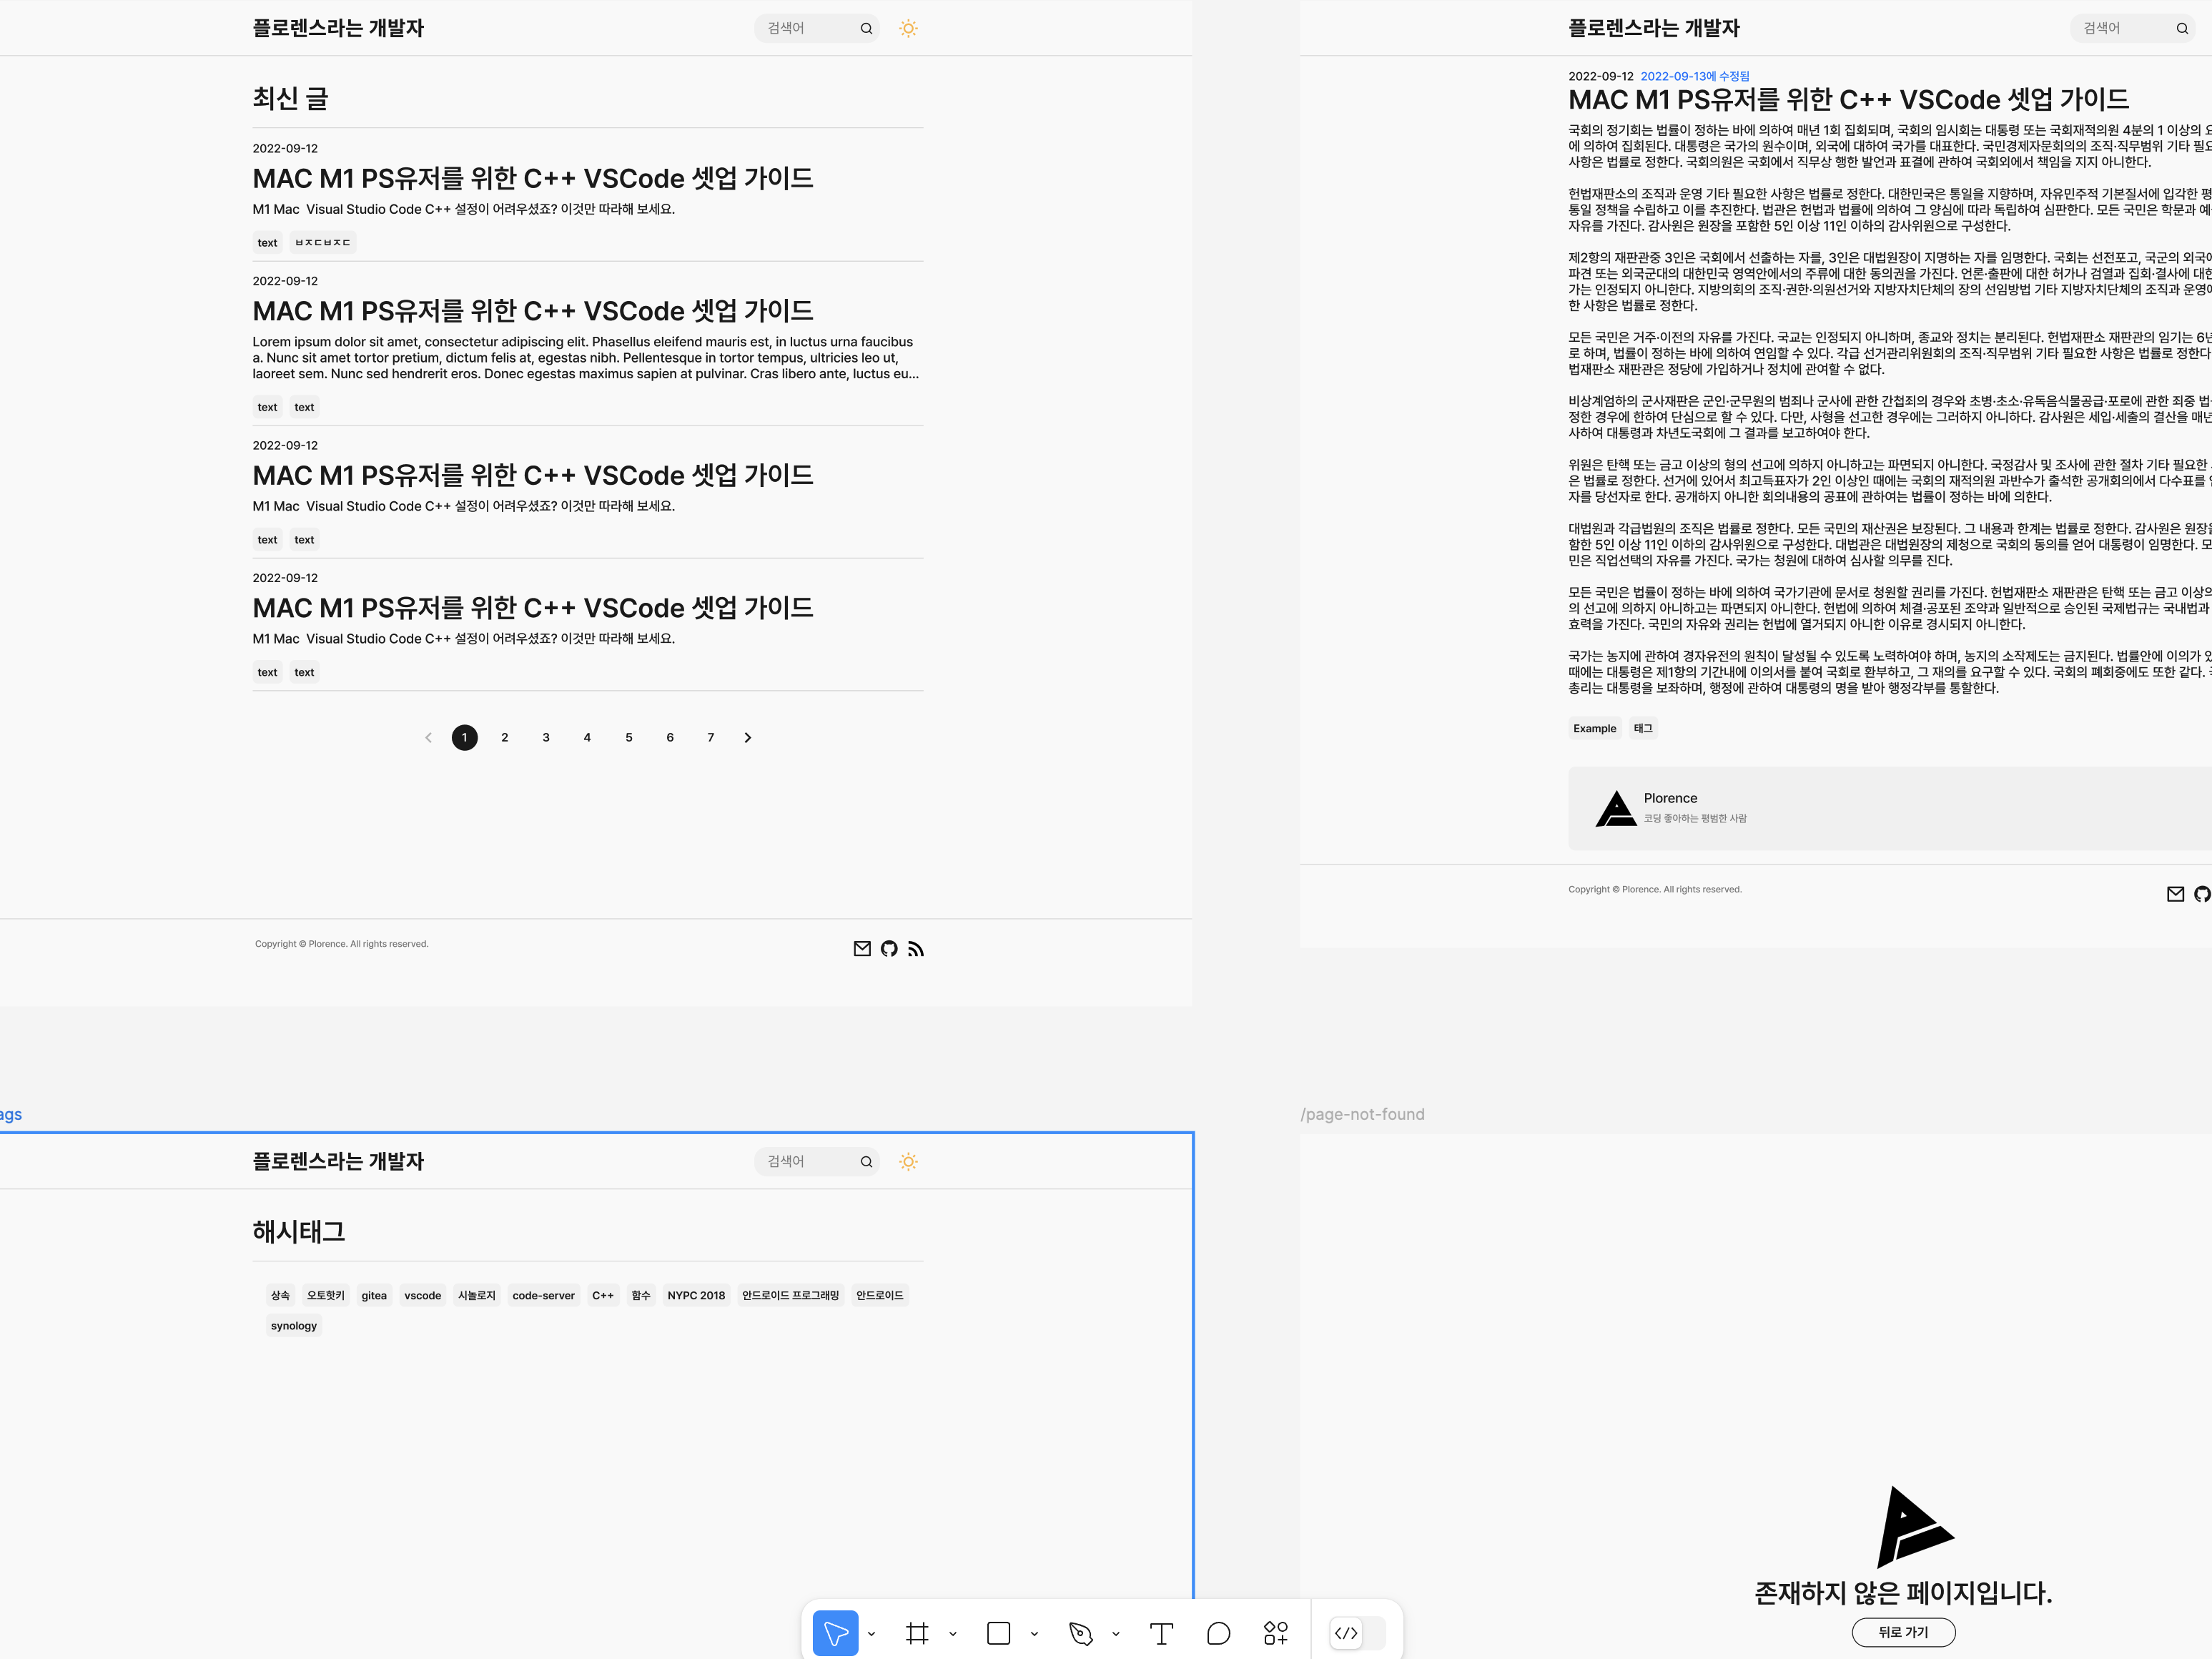 플로렌스라는 개발자
검색어
최신 글
2022-09-12
MAC M1 PS유저를 위한 C++ VSCode 셋업 가이드
M1 Mac  Visual Studio Code C++ 설정이 어려우셨죠? 이것만 따라해 보세요.
text ㅂㅈㄷㅂㅈㄷ
2022-09-12
MAC M1 PS유저를 위한 C++ VSCode 셋업 가이드
Lorem ipsum dolor sit amet, consectetur adipiscing elit. Phasellus eleifend mauris est, in luctus urna faucibus
a. Nunc sit amet tortor pretium, dictum felis at, egestas nibh. Pellentesque in tortor tempus, ultricies leo ut,
laoreet sem. Nunc sed hendrerit eros. Donec egestas maximus sapien at pulvinar. Cras libero ante, luctus eu...
text text
2022-09-12
MAC M1 PS유저를 위한 C++ VSCode 셋업 가이드
M1 Mac  Visual Studio Code C++ 설정이 어려우셨죠? 이것만 따라해 보세요.
text text
2022-09-12
MAC M1 PS유저를 위한 C++ VSCode 셋업 가이드
M1 Mac  Visual Studio Code C++ 설정이 어려우셨죠? 이것만 따라해 보세요.
text text
1 2 3 4 5 6 7
Copyright © Plorence. All rights reserved.
플로렌스라는 개발자
검색어
2022-09-12 2022-09-13에 수정됨
MAC M1 PS유저를 위한 C++ VSCode 셋업 가이드
국회의 정기회는 법률이 정하는 바에 의하여 매년 1회 집회되며, 국회의 임시회는 대통령 또는 국회재적의원 4분의 1 이상의
에 의하여 집회된다. 대통령은 국가의 원수이며, 외국에 대하여 국가를 대표한다. 국민경제자문회의의 조직·직무범위 기타
사항은 법률로 정한다. 국회의원은 국회에서 직무상 행한 발언과 표결에 관하여 국회외에서 책임을 지지 아니한다.
헌법재판소의 조직과 운영 기타 필요한 사항은 법률로 정한다. 대한민국은 통일을 지향하며, 자유민주적 기본질서에 입각한
통일 정책을 수립하고 이를 추진한다. 법관은 헌법과 법률에 의하여 그 양심에 따라 독립하여 심판한다. 모든 국민은 학문과
자유를 가진다. 감사원은 원장을 포함한 5인 이상 11인 이하의 감사위원으로 구성한다.
제2항의 재판관중 3인은 국회에서 선출하는 자를, 3인은 대법원장이 지명하는 자를 임명한다. 국회는 선전포고, 국군의
파견 또는 외국군대의 대한민국 영역안에서의 주류에 대한 동의권을 가진다. 언론·출판에 대한 허가나 검열과 집회·결사에
가는 인정되지 아니한다. 지방의회의 조직·권한·의원선거와 지방자치단체의 장의 선임방법 기타 지방자치단체의 조직과
한 사항은 법률로 정한다.
모든 국민은 거주·이전의 자유를 가진다. 국교는 인정되지 아니하며, 종교와 정치는 분리된다. 헌법재판소 재판관의 임기는 6년
로 하며, 법률이 정하는 바에 의하여 연임할 수 있다. 각급 선거관리위원회의 조직·직무범위 기타 필요한 사항은 법률로 정한다
법재판소 재판관은 정당에 가입하거나 정치에 관여할 수 없다.
비상계엄하의 군사재판은 군인·군무원의 범죄나 군사에 관한 간첩죄의 경우와 초병·초소·유독음식물공급·포로에 관한 죄중
정한 경우에 한하여 단심으로 할 수 있다. 다만, 사형을 선고한 경우에는 그러하지 아니하다. 감사원은 세입·세출의 결산을 매년
사하여 대통령과 차년도국회에 그 결과를 보고하여야 한다.
위원은 탄핵 또는 금고 이상의 형의 선고에 의하지 아니하고는 파면되지 아니한다. 국정감사 및 조사에 관한 절차 기타 필요한
은 법률로 정한다. 선거에 있어서 최고득표자가 2인 이상인 때에는 국회의 재적의원 과반수가 출석한 공개회의에서 다수표를
자를 당선자로 한다. 공개하지 아니한 회의내용의 공표에 관하여는 법률이 정하는 바에 의한다.
대법원과 각급법원의 조직은 법률로 정한다. 모든 국민의 재산권은 보장된다. 그 내용과 한계는 법률로 정한다. 감사원은
함한 5인 이상 11인 이하의 감사위원으로 구성한다. 대법관은 대법원장의 제청으로 국회의 동의를 얻어 대통령이 임명한다.
민은 직업선택의 자유를 가진다. 국가는 청원에 대하여 심사할 의무를 진다.
모든 국민은 법률이 정하는 바에 의하여 국가기관에 문서로 청원할 권리를 가진다. 헌법재판소 재판관은 탄핵 또는 금고 이상의
의 선고에 의하지 아니하고는 파면되지 아니한다. 헌법에 의하여 체결·공포된 조약과 일반적으로 승인된 국제법규는 국내법과
효력을 가진다. 국민의 자유와 권리는 헌법에 열거되지 아니한 이유로 경시되지 아니한다.
국가는 농지에 관하여 경자유전의 원칙이 달성될 수 있도록 노력하여야 하며, 농지의 소작제도는 금지된다. 법률안에 이의가
때에는 대통령은 제1항의 기간내에 이의서를 붙여 국회로 환부하고, 그 재의를 요구할 수 있다. 국회의 폐회중에도 또한 같다.
총리는 대통령을 보좌하며, 행정에 관하여 대통령의 명을 받아 행정각부를 통할한다.
Example 태그
Plorence
코딩 좋아하는 평범한 사람
Copyright © Plorence. All rights reserved.
ags
플로렌스라는 개발자
검색어
해시태그
상속 오토핫키 gitea vscode 시놀로지 code-server C++ 함수 NYPC 2018 안드로이드 프로그래밍 안드로이드
synology
/page-not-found
존재하지 않은 페이지입니다.
뒤로 가기